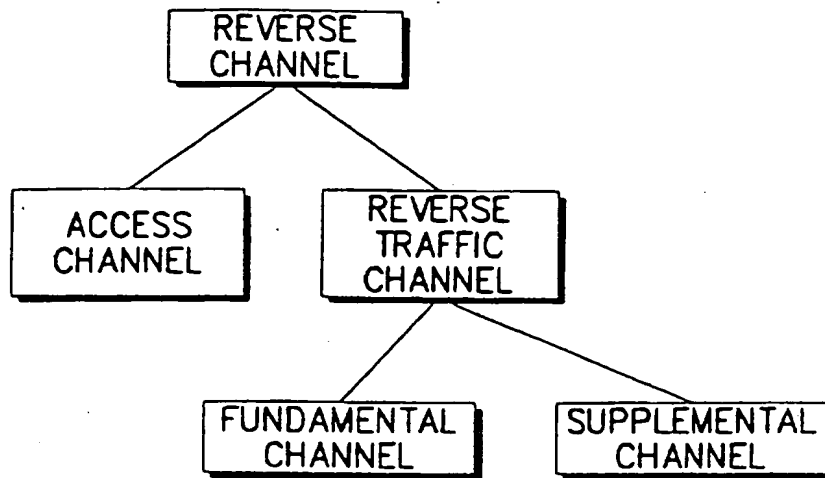 REVERSE
CHANNEL
ACCESS
CHANNEL
REVERSE
TRAFFIC
CHANNEL
FUNDAMENTAL
CHANNEL
SUPPLEMENTAL
CHANNEL